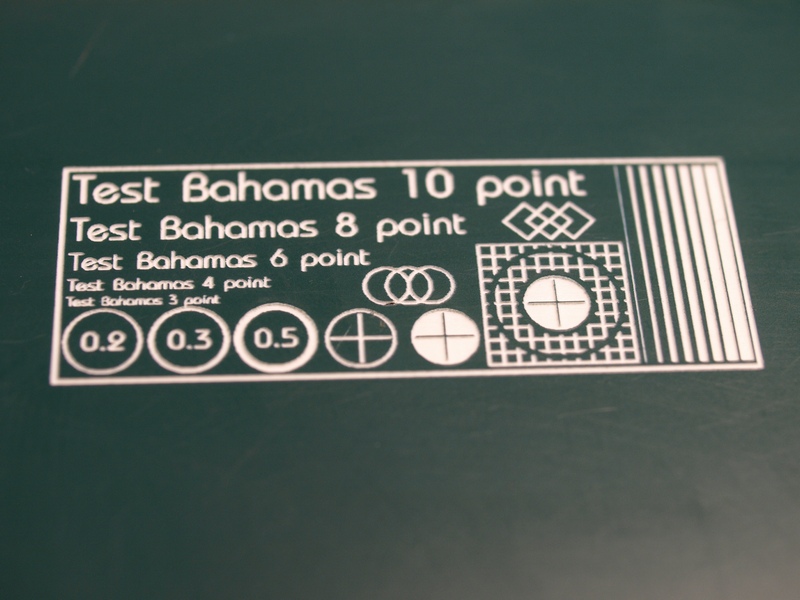 Test Bahamas 10 point
Test Bahamas 8 point
Test Bahamas 6 point
Test Bahamas 4 point
Test Bahamas 3 point
0.2 0.3 0.5